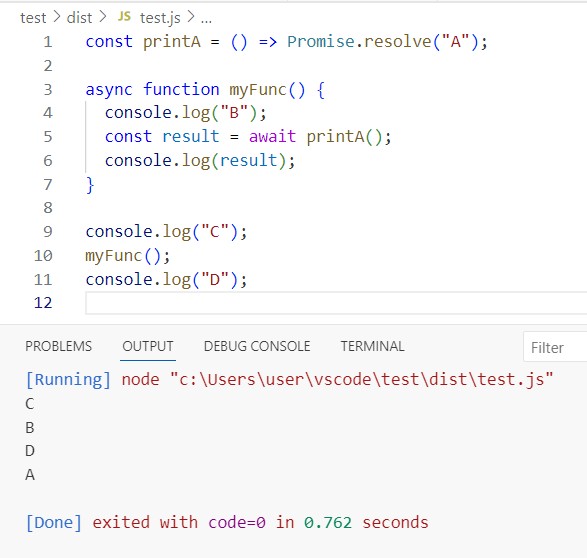 test > dist > JS test.js > ...
1 const printA = () => Promise.resolve("A");
2
3 async function myFunc() {
4 console.log("B");
5 const result = await printA();
6 console.log(result);
7 }
8
9 console.log("C");
10 myFunc();
11 console.log("D");
12
PROBLEMS OUTPUT DEBUG CONSOLE TERMINAL Filter
[Running] node "c:\Users\user\vscode\test\dist\test.js"
C
B
D
A
[Done] exited with code=0 in 0.762 seconds